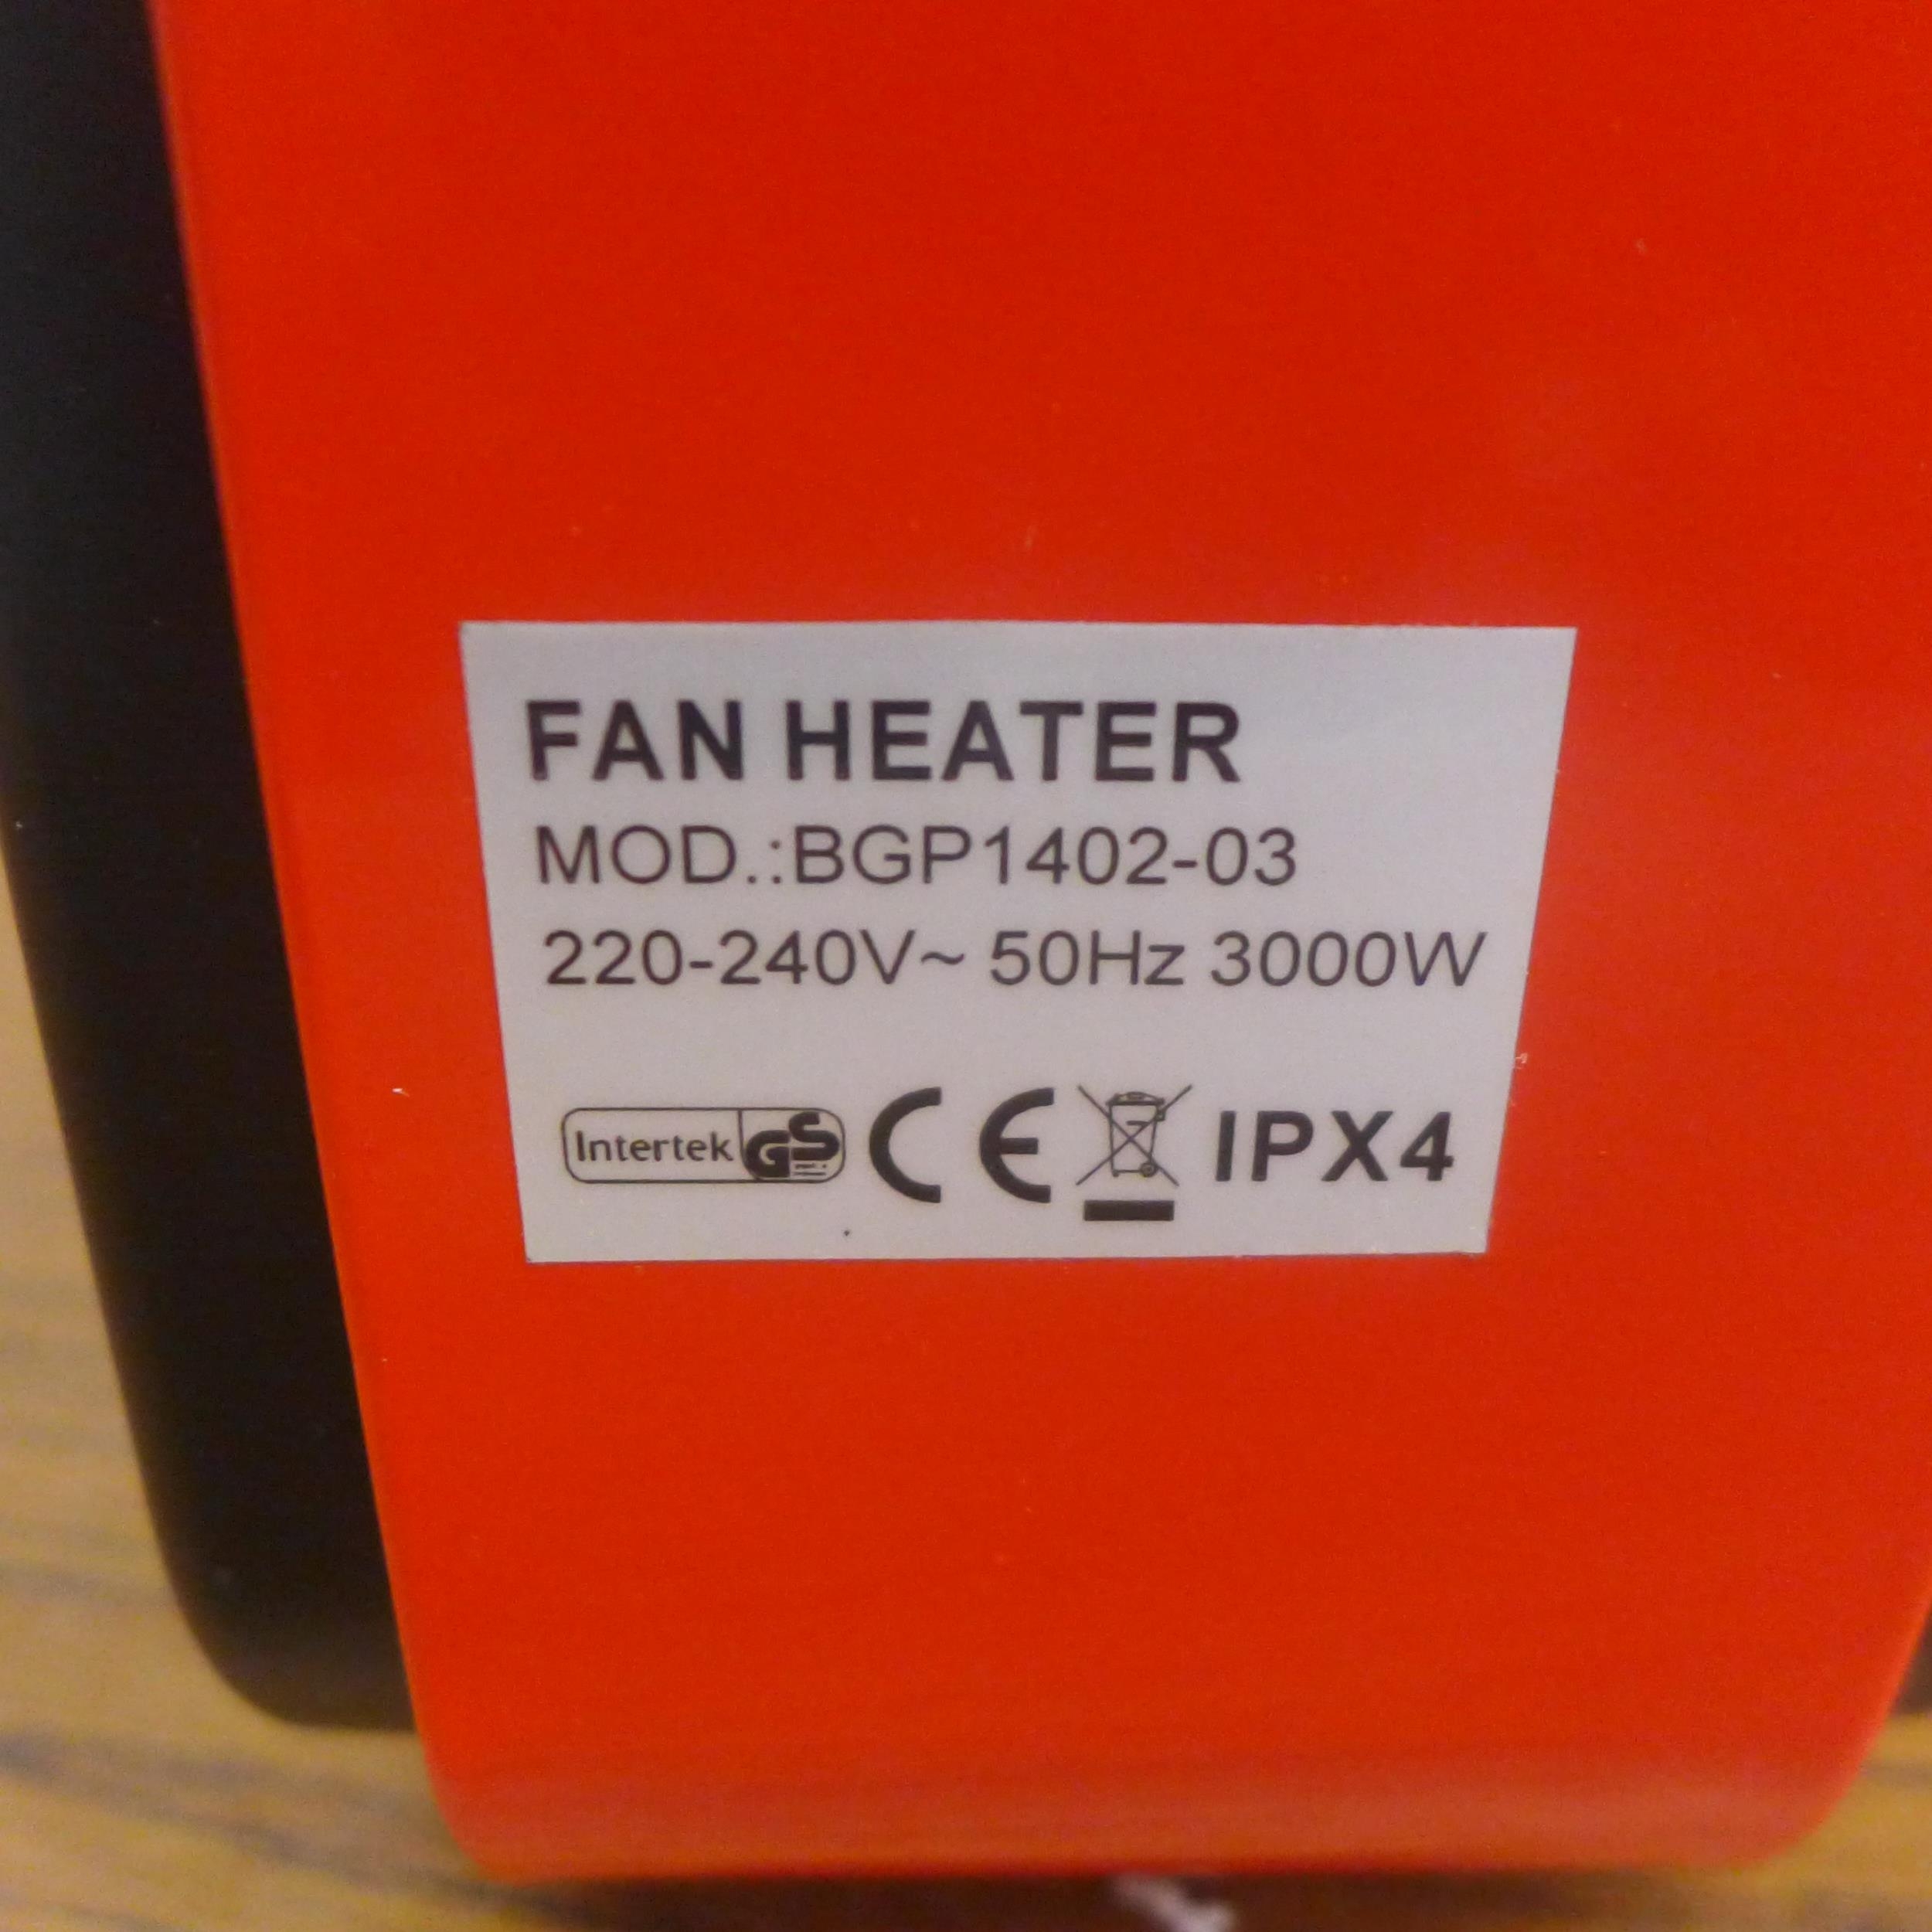 FAN HEATER
MOD.:BGP1402-03
220-240V~ 50Hz 3000W
Intertek GS CE IPX4